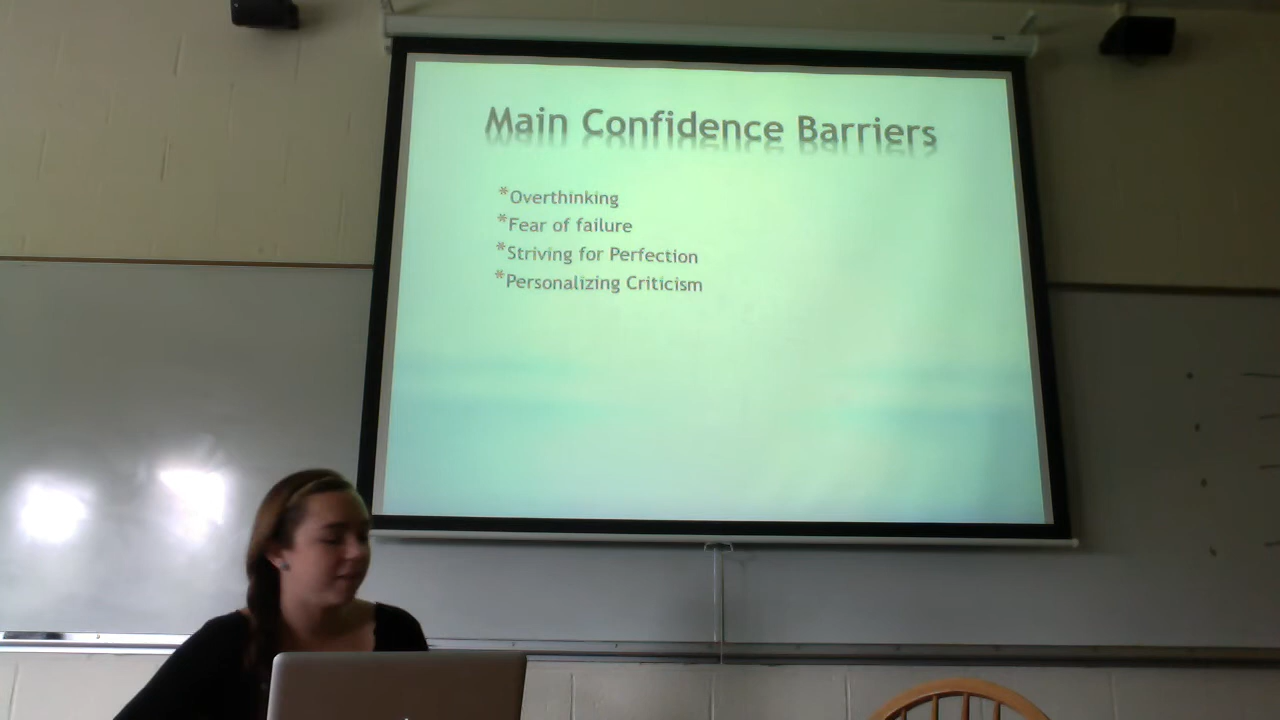 Main Confidence Barriers
*Overthinking
*Fear of failure
*Striving for Perfection
*Personalizing Criticism